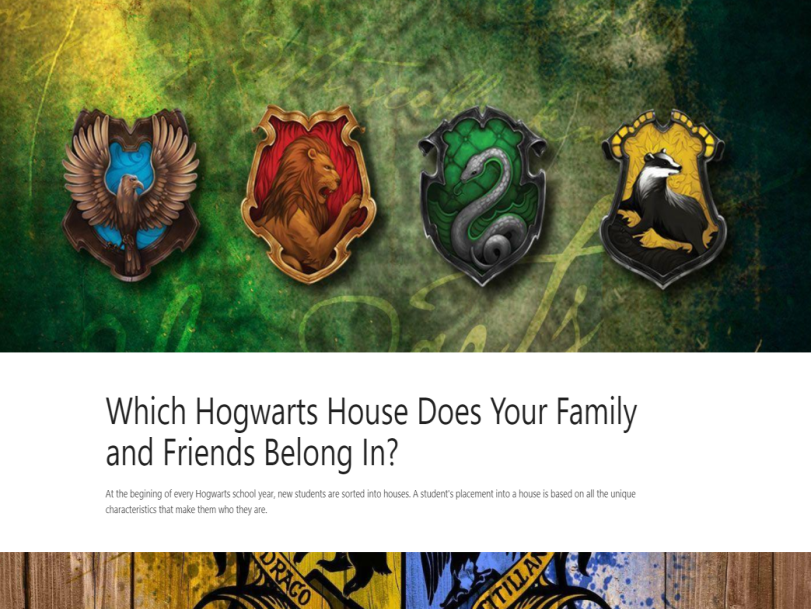 Which Hogwarts House Does Your Family
and Friends Belong In?
At the begining of every Hogwarts school year, new students are sorted into houses. A student's placement into a house is based on all the unique
characteristics that make them who they are.
DRACO
TITILLAN